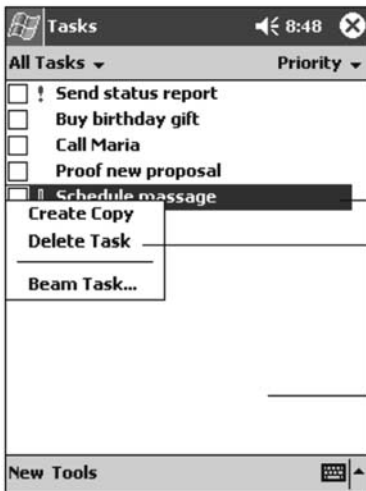 Tasks 8:48
All Tasks Priority
! Send status report
Buy birthday gift
Call Maria
Proof new proposal
Schedule massage
Create Copy
Delete Task
Beam Task...
New Tools